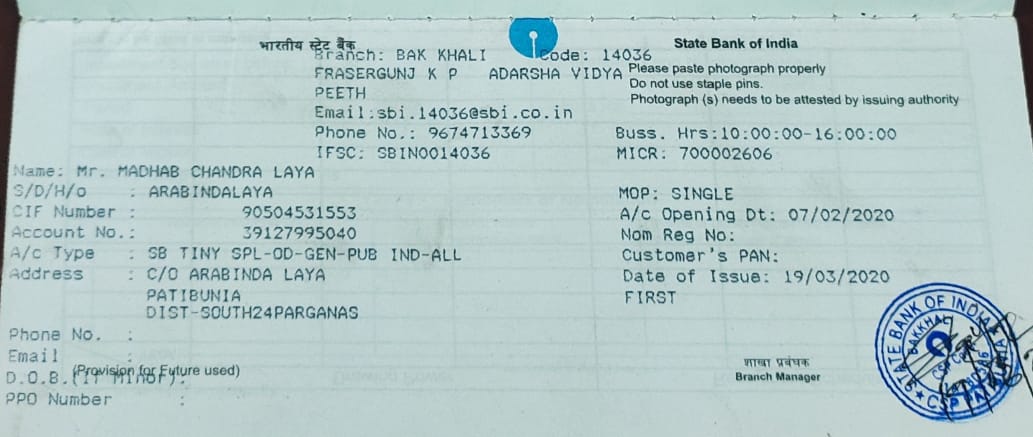 भारतीय स्टेट बैंक
State Bank of India
Branch: BAK KHALI Code: 14036
FRASERGUNJ K P ADARSHA VIDYA
PEETH
Please paste photograph properly
Do not use staple pins.
Photograph (s) needs to be attested by issuing authority
Email:sbi.14036@sbi.co.in
Phone No.: 9674713369 Buss. Hrs:10:00:00-16:00:00
IFSC: SBIN0014036 MICR: 700002606
Name: Mr. MADHAB CHANDRA LAYA
S/D/H/o : ARABINDALAYA MOP: SINGLE
CIF Number : 90504531553 A/c Opening Dt: 07/02/2020
Account No.: 39127995040 Nom Reg No:
A/c Type : SB TINY SPL-OD-GEN-PUB IND-ALL Customer's PAN:
Address : C/O ARABINDA LAYA Date of Issue: 19/03/2020
PATIBUNIA FIRST
DIST-SOUTH24PARGANAS
Phone No. :
Email :
(Provision for Future used)
D.O.B.(If Minor):
PPO Number :
शाखा प्रबंधक
Branch Manager
STATE BANK OF INDIA
BAKKHALI
CSP